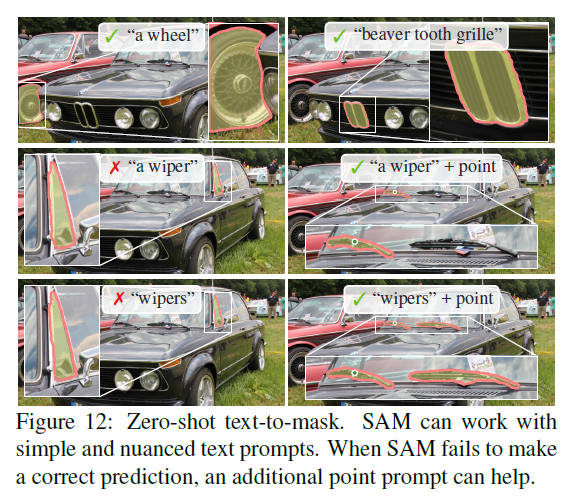 ✓ “a wheel”
✓ “beaver tooth grille”
✗ “a wiper”
✓ “a wiper” + point
✗ “wipers”
✓ “wipers” + point
Figure 12: Zero-shot text-to-mask. SAM can work with
simple and nuanced text prompts. When SAM fails to make
a correct prediction, an additional point prompt can help.